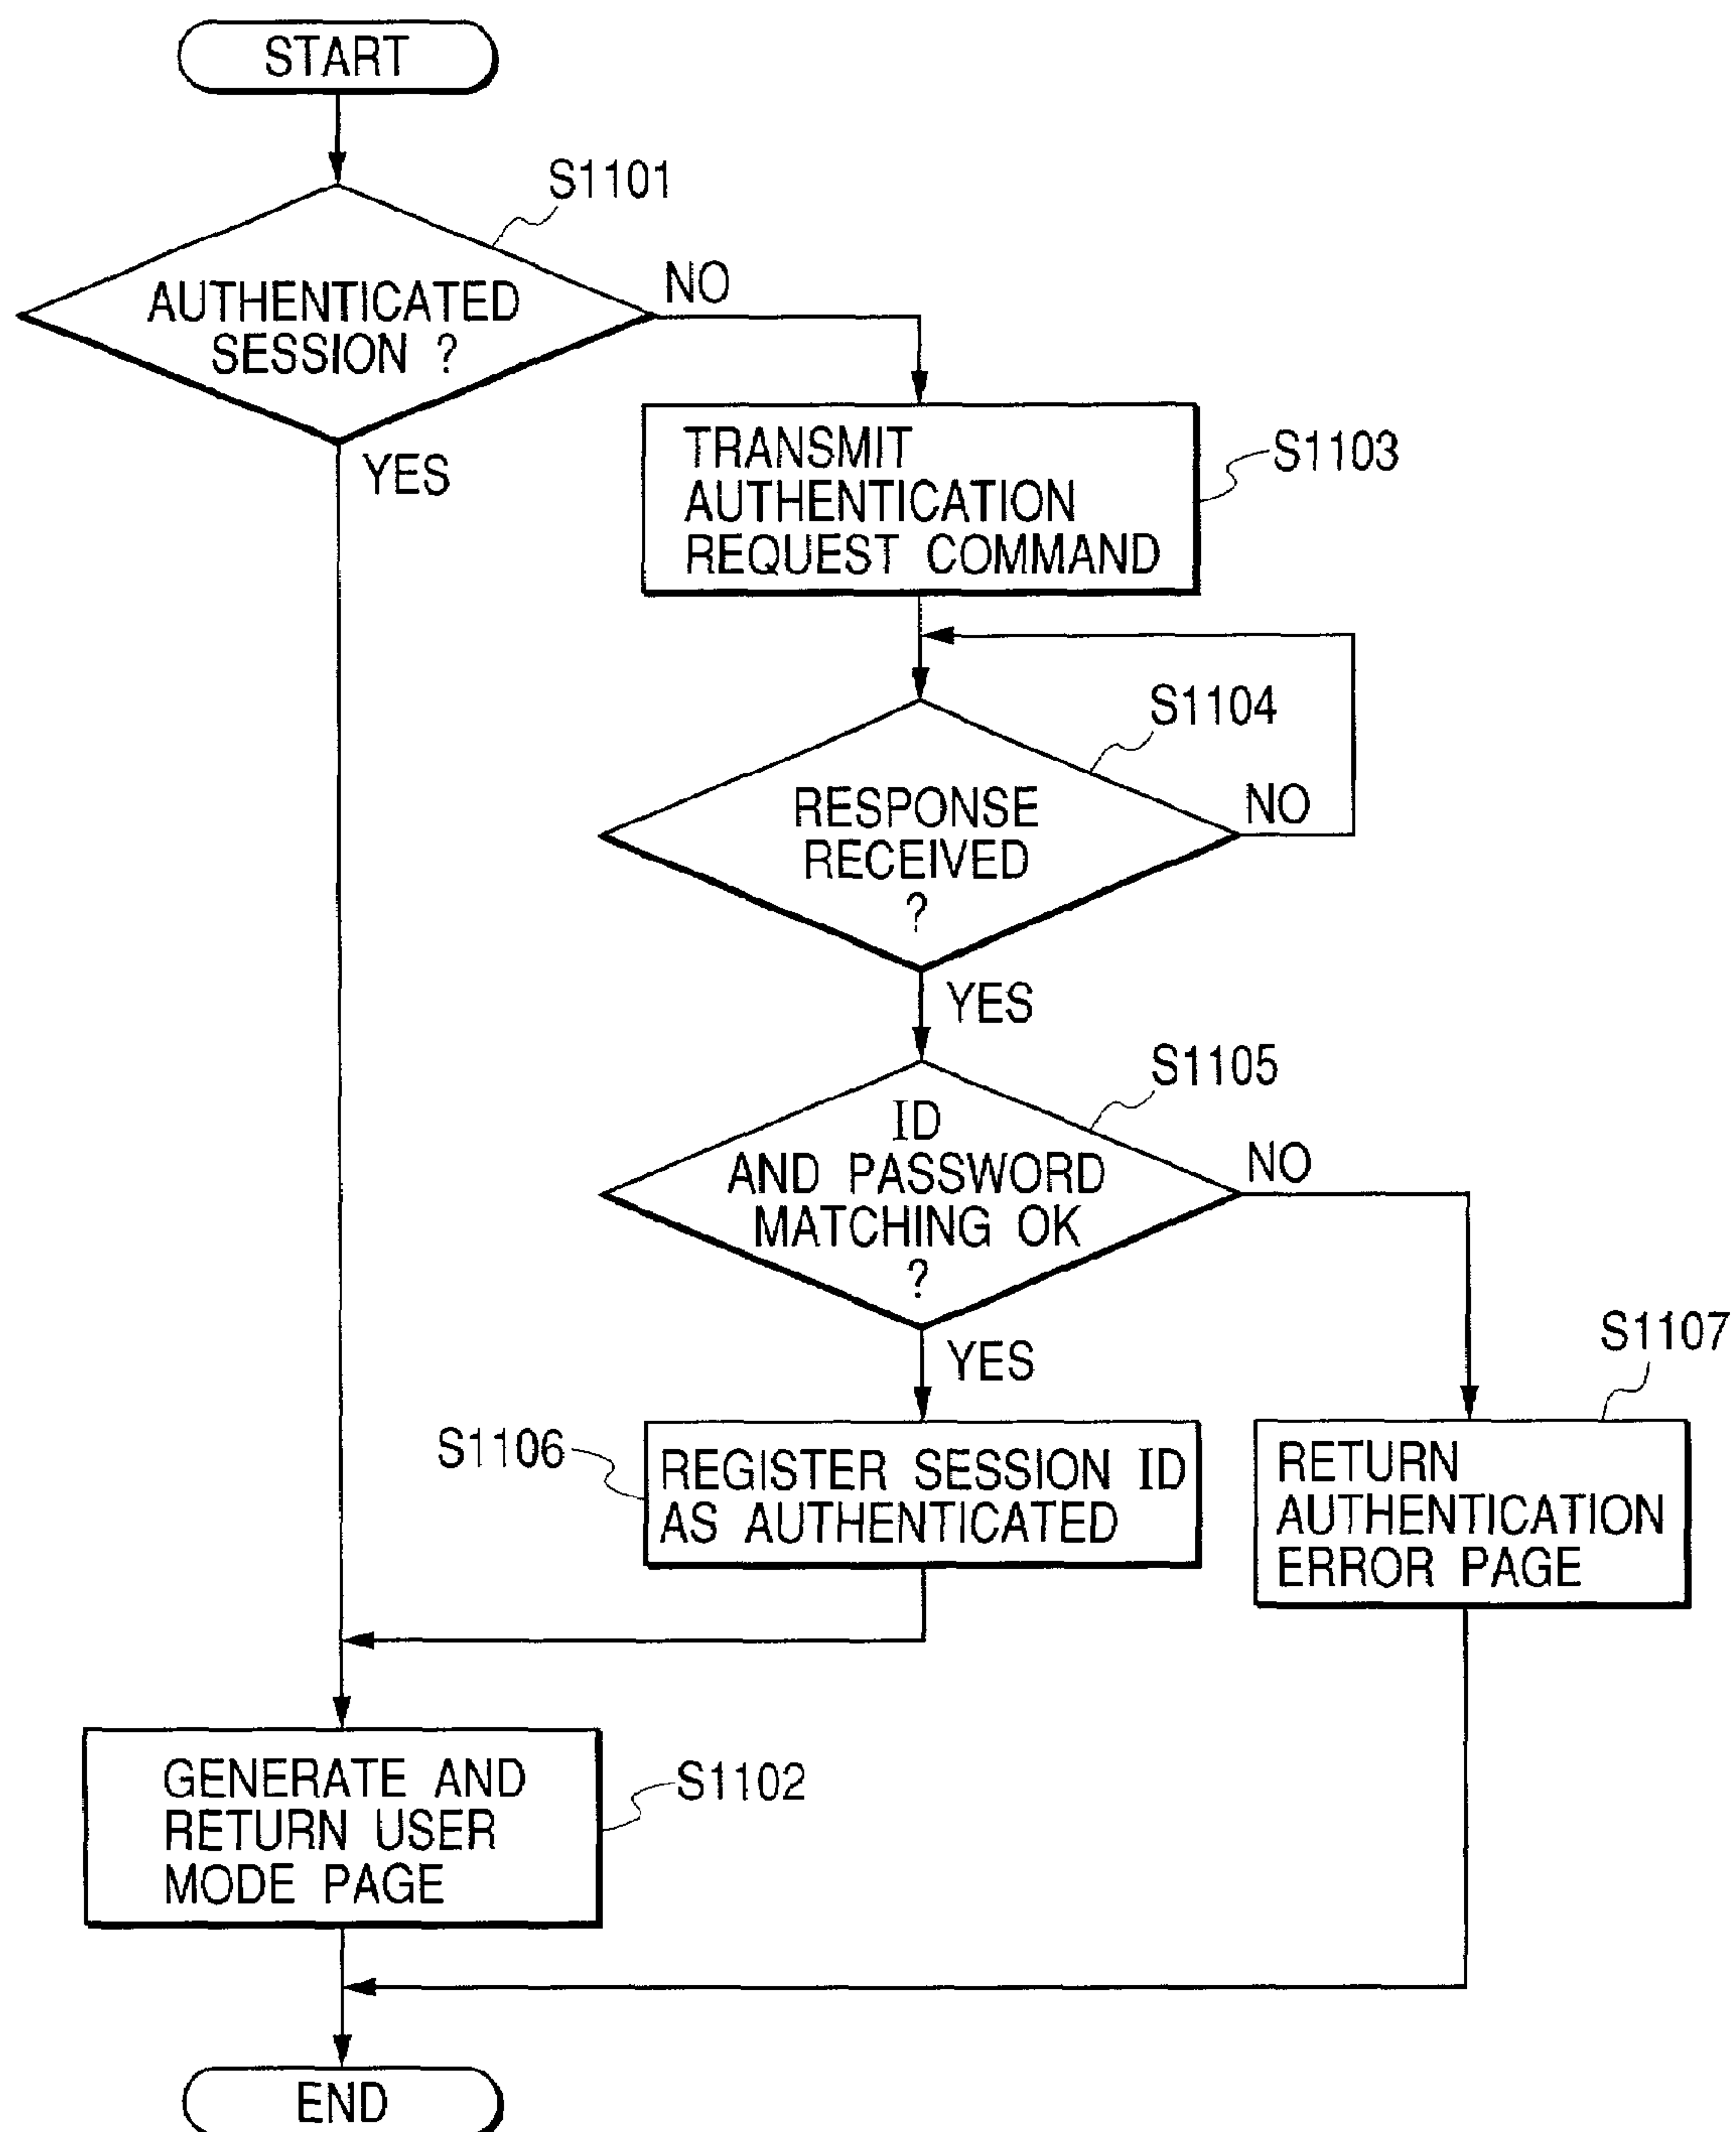 START
S1101
AUTHENTICATED
SESSION ?
NO
YES
TRANSMIT
AUTHENTICATION
REQUEST COMMAND
S1103
S1104
RESPONSE
RECEIVED
?
NO
YES
S1105
ID
AND PASSWORD
MATCHING OK
?
NO
YES
S1107
S1106
REGISTER SESSION ID
AS AUTHENTICATED
RETURN
AUTHENTICATION
ERROR PAGE
GENERATE AND
RETURN USER
MODE PAGE
S1102
END